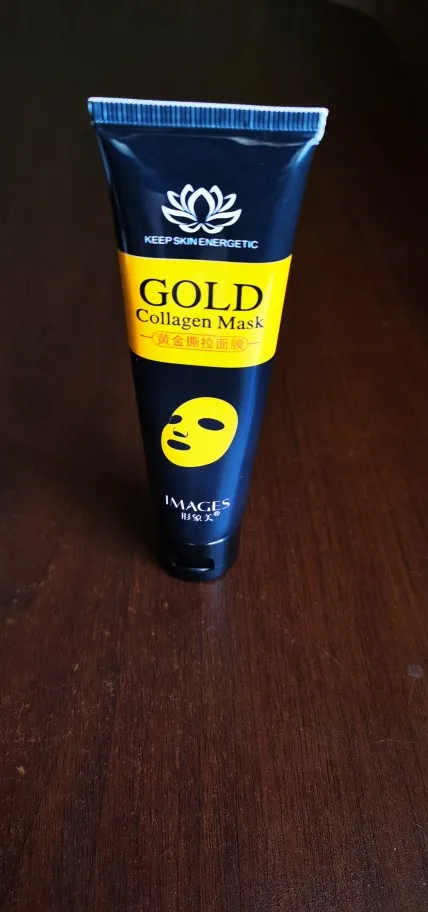 KEEP SKIN ENERGETIC
GOLD
Collagen Mask
黄金撕拉面膜
IMAGES
形象美®